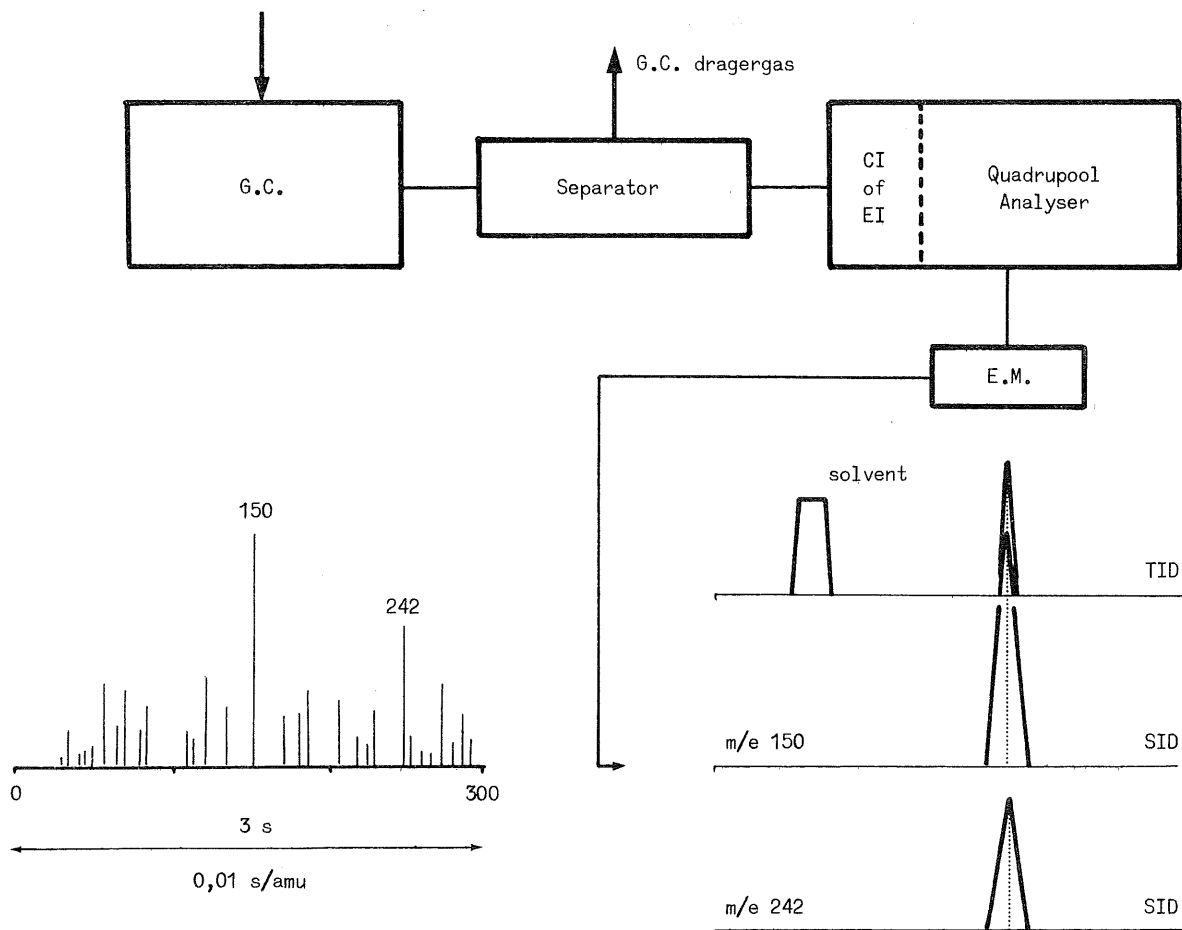 G.C. dragergas
G.C.
Separator
CI
of
EI
Quadrupool
Analyser
E.M.
solvent
TID
150
242
0
300
3 s
0,01 s/amu
m/e 150
SID
m/e 242
SID